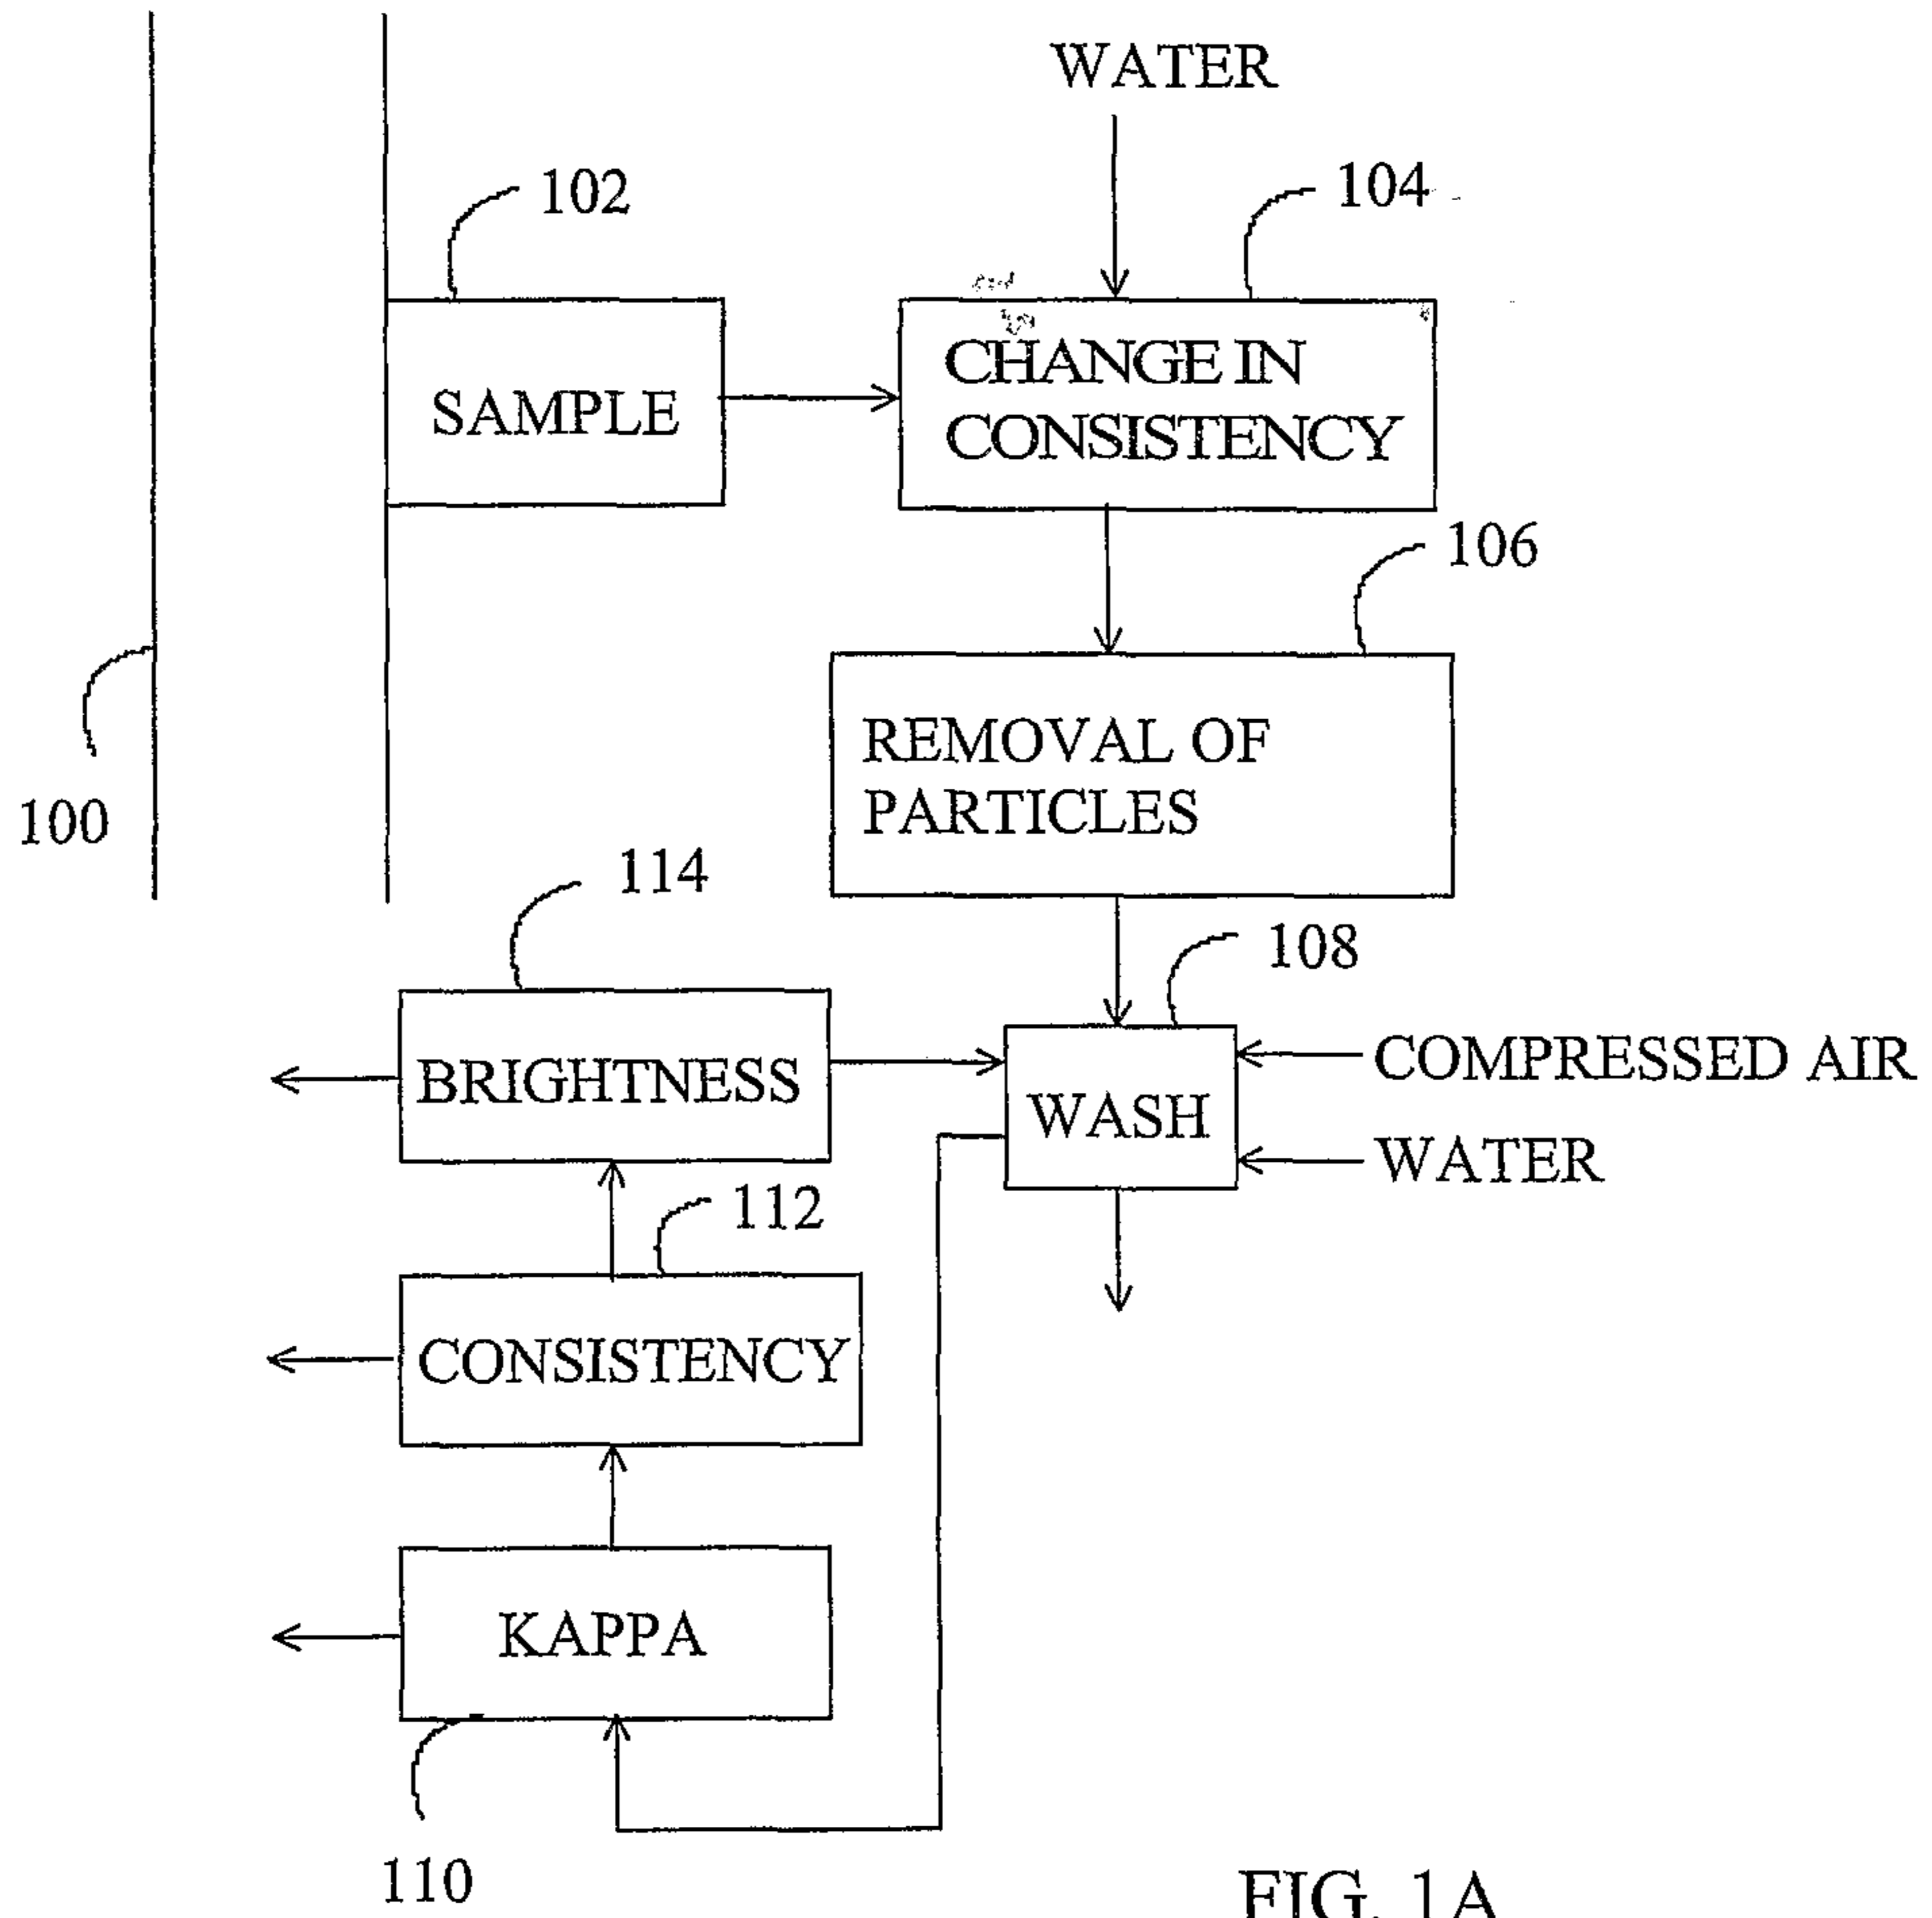 WATER
102
104
SAMPLE
CHANGE IN
CONSISTENCY
106
REMOVAL OF
PARTICLES
100
114
108
BRIGHTNESS
WASH
COMPRESSED AIR
WATER
112
CONSISTENCY
KAPPA
110
FIG. 1A